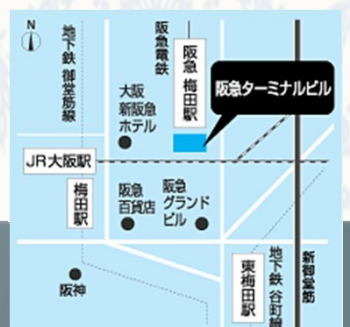 N
地下鉄 御堂筋線
阪急電鉄
阪急 梅田駅
阪急ターミナルビル
大阪
新阪急
ホテル
JR大阪駅
梅田駅
阪急
百貨店
阪急
グランド
ビル
阪神
東梅田駅
地下鉄 谷町線
新御堂筋